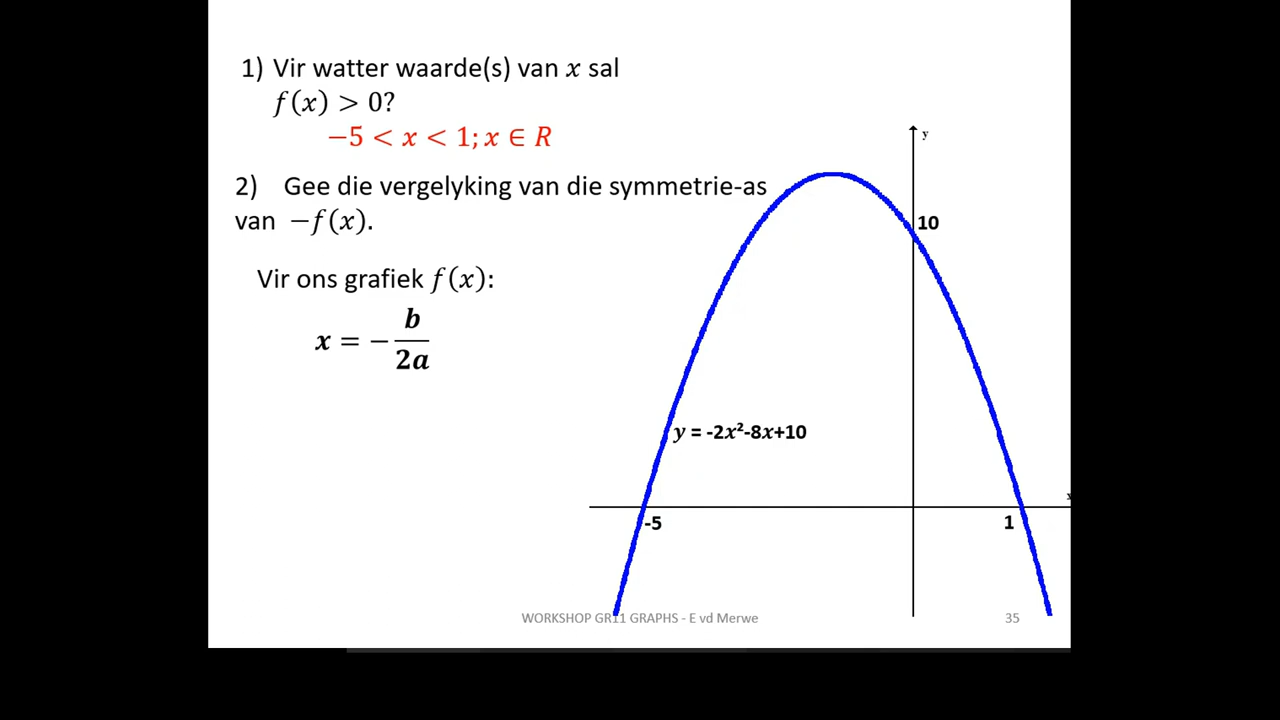 1) Vir watter waarde(s) van x sal
f(x) > 0?
−5 < x < 1; x ∈ R
2) Gee die vergelyking van die symmetrie-as
van −f(x).
Vir ons grafiek f(x):
x = − b/2a
y
10
y = -2x²-8x+10
x
-5
1
WORKSHOP GR11 GRAPHS - E vd Merwe
35